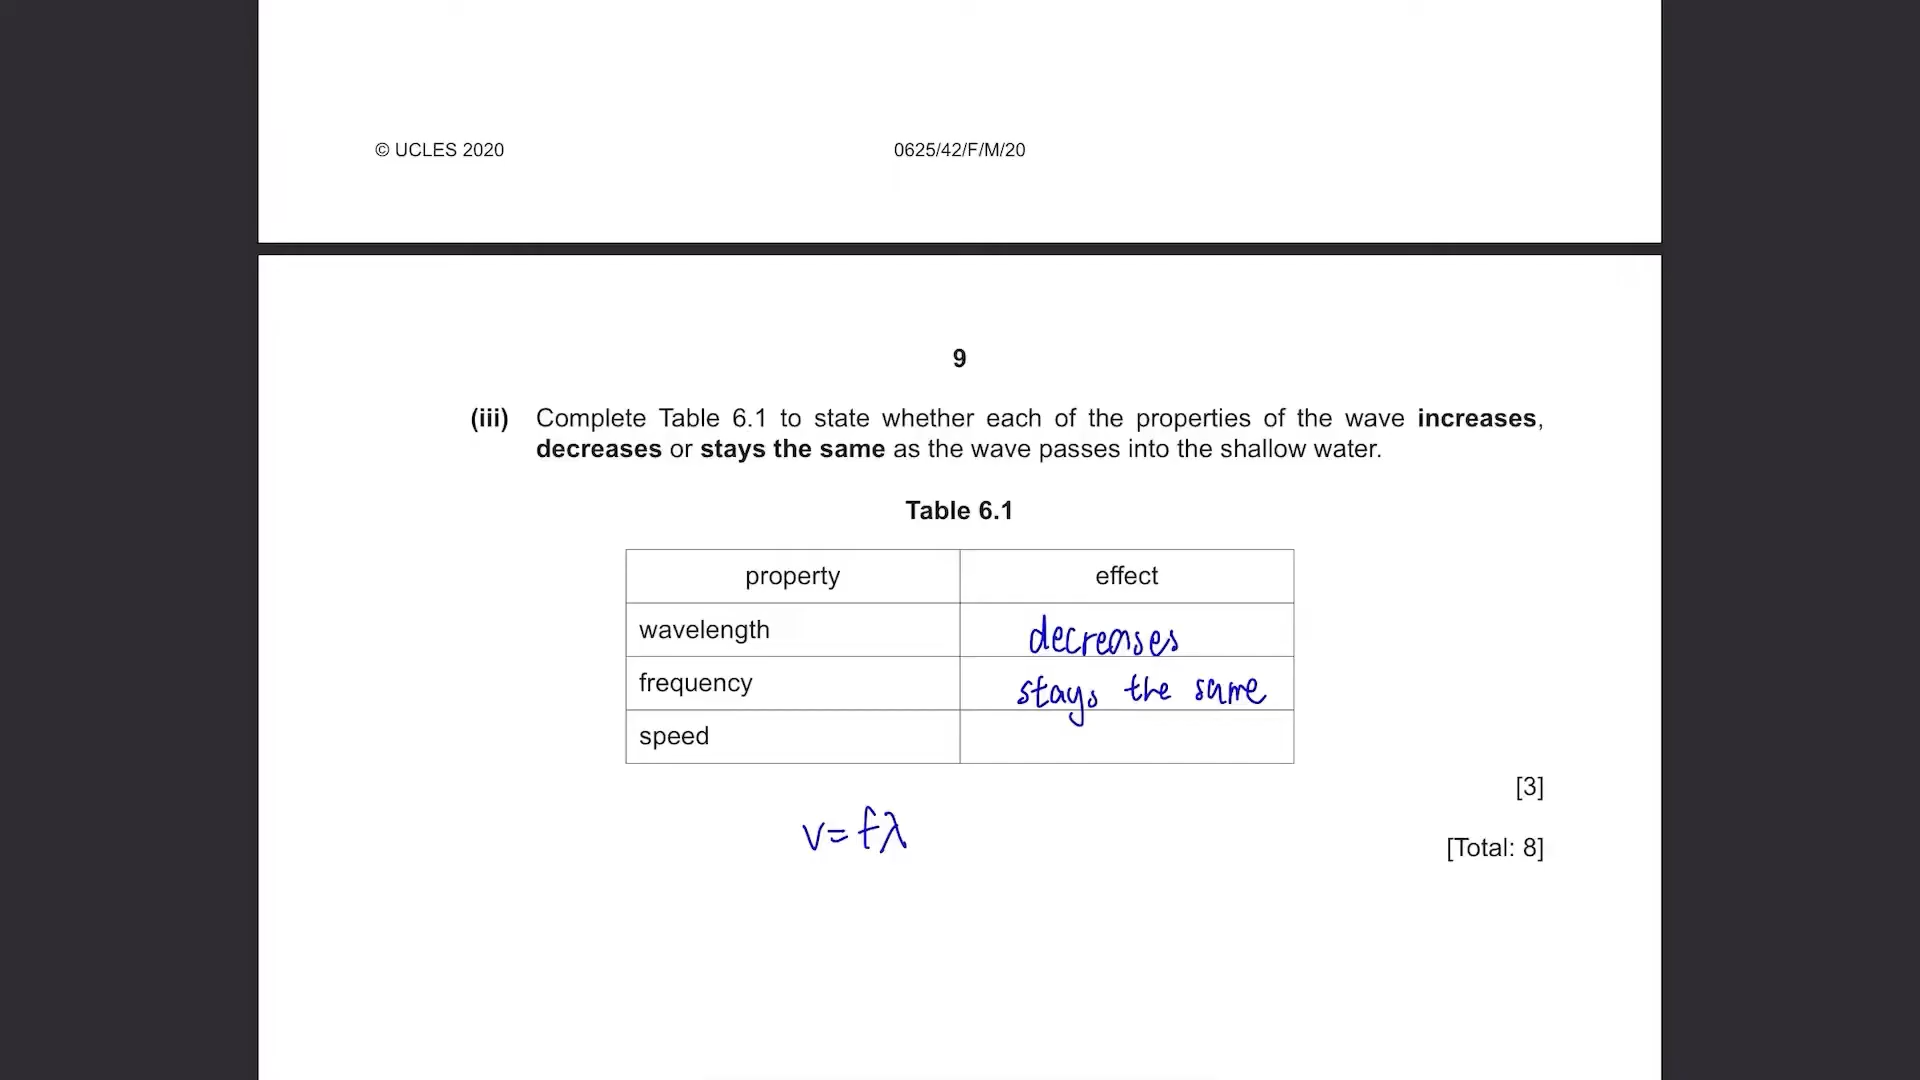 © UCLES 2020 0625/42/F/M/20
9
(iii) Complete Table 6.1 to state whether each of the properties of the wave increases,
decreases or stays the same as the wave passes into the shallow water.
Table 6.1
property effect
wavelength decreases
frequency stays the same
speed
[3]
v=fλ
[Total: 8]